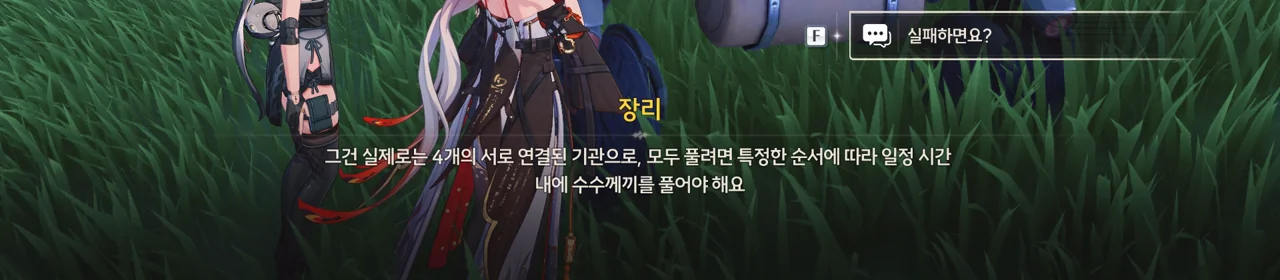 F
실패하면요?
장리
그건 실제로는 4개의 서로 연결된 기관으로, 모두 풀려면 특정한 순서에 따라 일정 시간
내에 수수께끼를 풀어야 해요